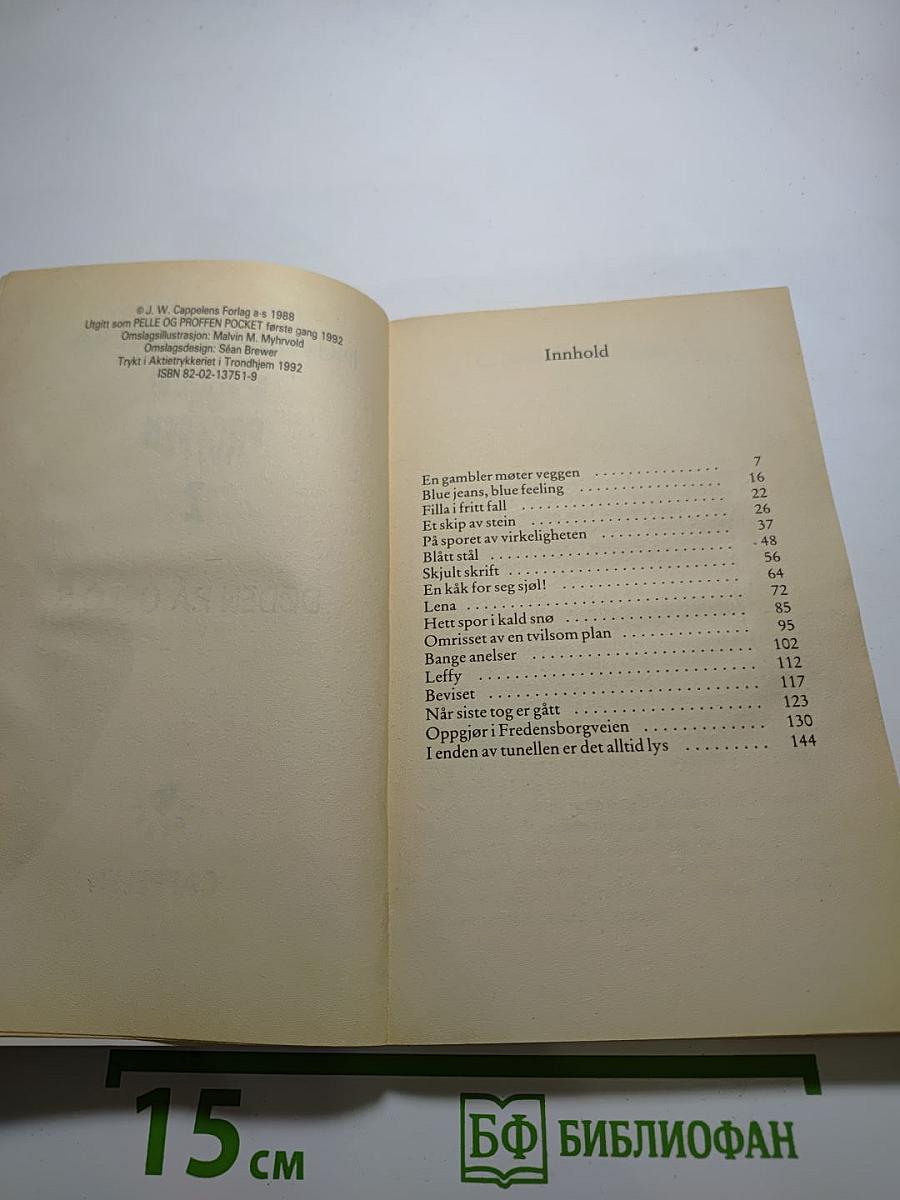 © J. W. Cappelens Forlag a·s 1988
Utgitt som PELLE OG PROFFEN POCKET første gang 1992
Omslagsillustrasjon: Malvin M. Myhrvold
Omslagsdesign: Séan Brewer
Trykt i Aktietrykkeriet i Trondhjem 1992
ISBN 82-02-13751-9
Innhold
En gambler møter veggen . . . . . . . . . . . . . . 7
Blue jeans, blue feeling . . . . . . . . . . . . . . . 16
Filla i fritt fall . . . . . . . . . . . . . . . . . . . . . 22
Et skip av stein . . . . . . . . . . . . . . . . . . . . 26
På sporet av virkeligheten . . . . . . . . . . . . . 37
Blått stål . . . . . . . . . . . . . . . . . . . . . . . . 48
Skjult skrift . . . . . . . . . . . . . . . . . . . . . . 56
En kåk for seg sjøl! . . . . . . . . . . . . . . . . . 64
Lena . . . . . . . . . . . . . . . . . . . . . . . . . . . 72
Hett spor i kald snø . . . . . . . . . . . . . . . . . 85
Omrisset av en tvilsom plan . . . . . . . . . . . . 95
Bange anelser . . . . . . . . . . . . . . . . . . . . . 102
Leffy . . . . . . . . . . . . . . . . . . . . . . . . . . 112
Beviset . . . . . . . . . . . . . . . . . . . . . . . . . 117
Når siste tog er gått . . . . . . . . . . . . . . . . . 123
Oppgjør i Fredensborgveien . . . . . . . . . . . . 130
I enden av tunellen er det alltid lys . . . . . . . . . 144
15 см
БФ БИБЛИОФАН